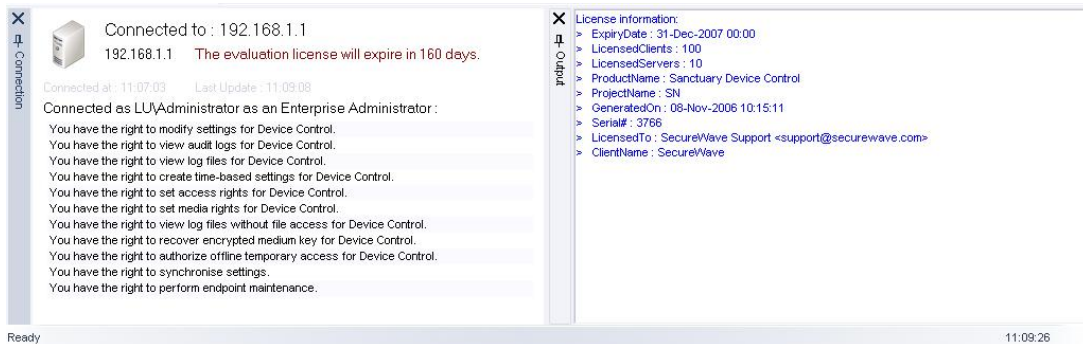 Connection
Connected to : 192.168.1.1
192.168.1.1 The evaluation license will expire in 160 days.
Connected at : 11:07:03 Last Update : 11:09:08
Connected as LU\Administrator as an Enterprise Administrator :
You have the right to modify settings for Device Control.
You have the right to view audit logs for Device Control.
You have the right to view log files for Device Control.
You have the right to create time-based settings for Device Control.
You have the right to set access rights for Device Control.
You have the right to set media rights for Device Control.
You have the right to view log files without file access for Device Control.
You have the right to recover encrypted medium key for Device Control.
You have the right to authorize offline temporary access for Device Control.
You have the right to synchronise settings.
You have the right to perform endpoint maintenance.
Output
License information:
> ExpiryDate : 31-Dec-2007 00:00
> LicensedClients : 100
> LicensedServers : 10
> ProductName : Sanctuary Device Control
> ProjectName : SN
> GeneratedOn : 08-Nov-2006 10:15:11
> Serial# : 3766
> LicensedTo : SecureWave Support <support@securewave.com>
> ClientName : SecureWave
Ready 11:09:26